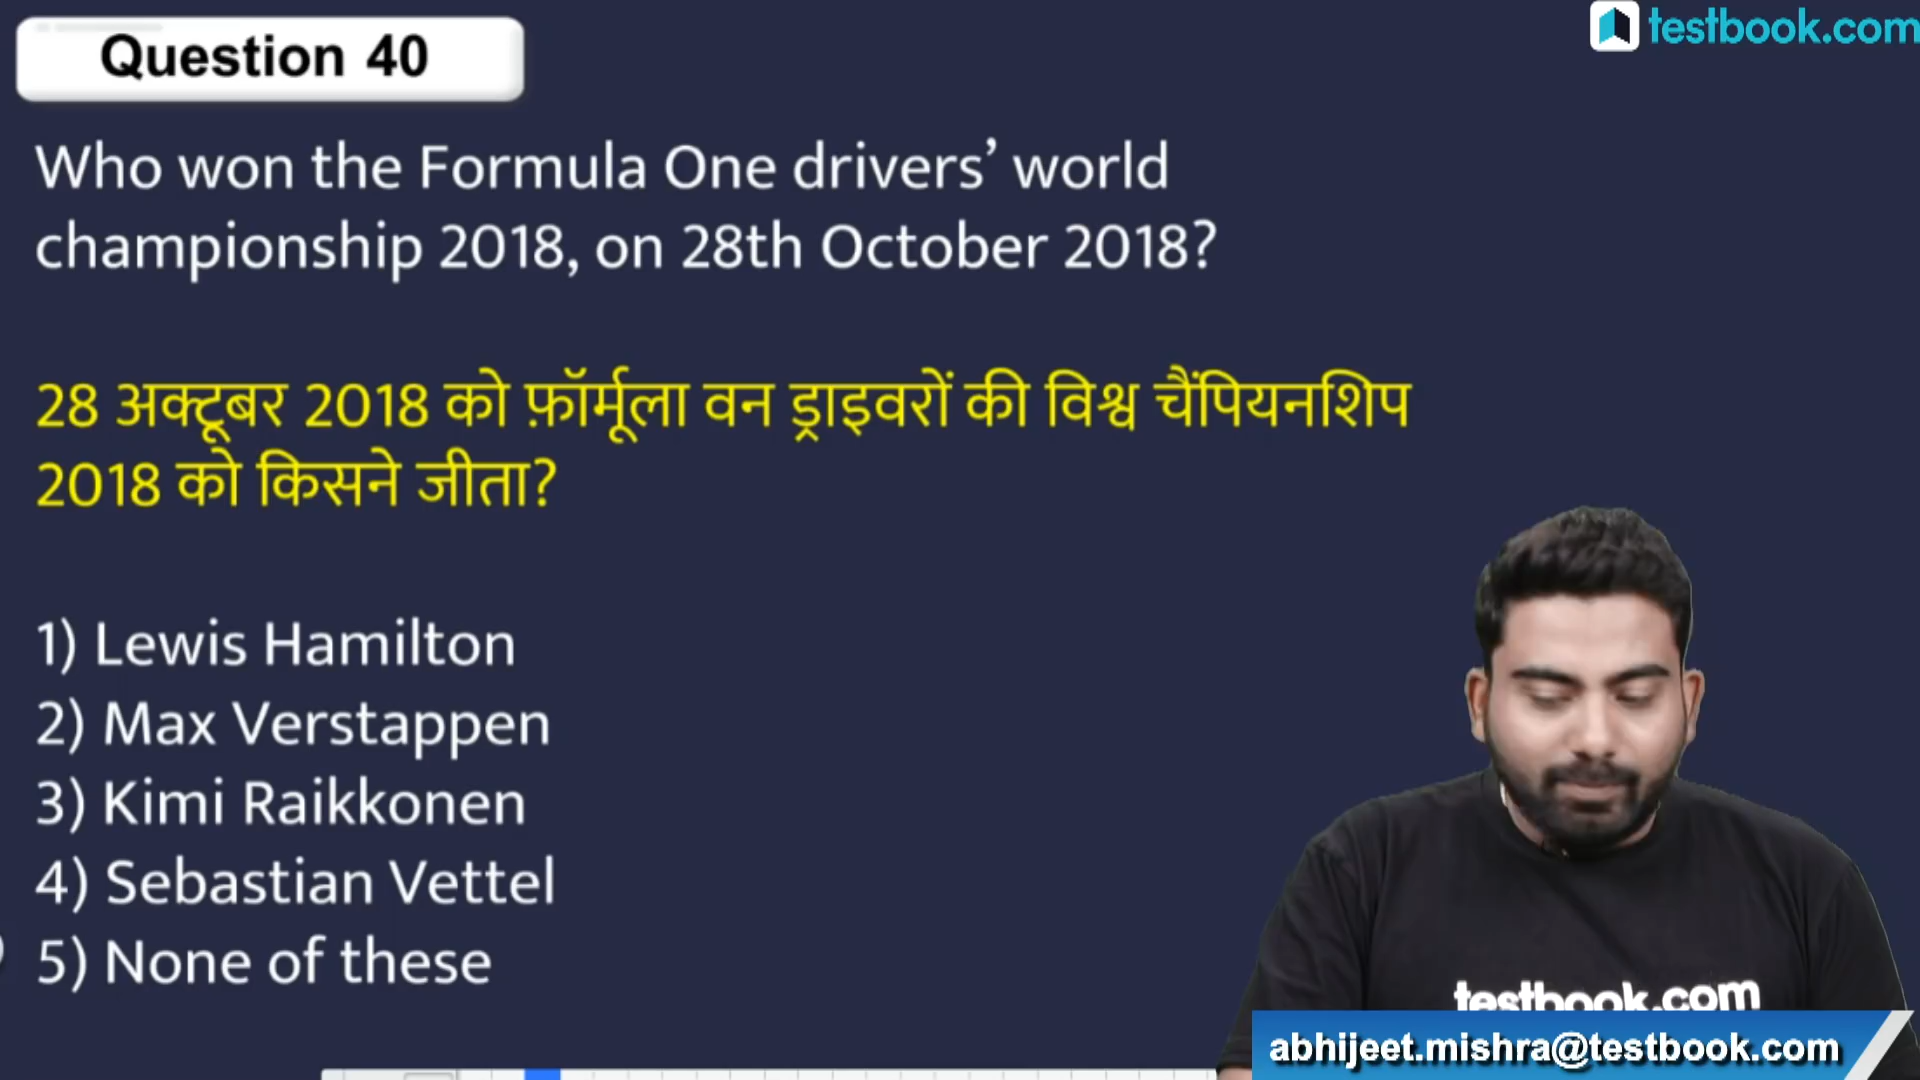 Question 40
testbook.com
Who won the Formula One drivers’ world
championship 2018, on 28th October 2018?
28 अक्टूबर 2018 को फ़ॉर्मूला वन ड्राइवरों की विश्व चैंपियनशिप
2018 को किसने जीता?
1) Lewis Hamilton
2) Max Verstappen
3) Kimi Raikkonen
4) Sebastian Vettel
5) None of these
testbook.com
abhijeet.mishra@testbook.com